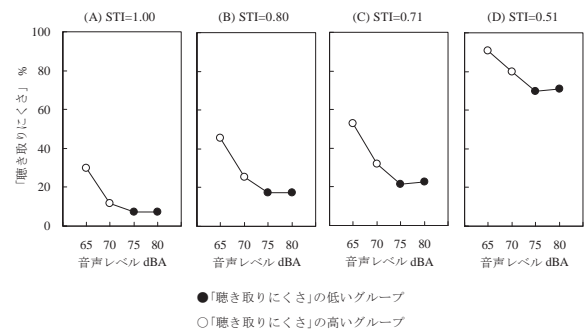 (A) STI=1.00 (B) STI=0.80 (C) STI=0.71 (D) STI=0.51
100
80
60
40
20
0
「聴き取りにくさ」 %
65 70 75 80 65 70 75 80 65 70 75 80 65 70 75 80
音声レベル dBA 音声レベル dBA 音声レベル dBA 音声レベル dBA
●「聴き取りにくさ」の低いグループ
○「聴き取りにくさ」の高いグループ